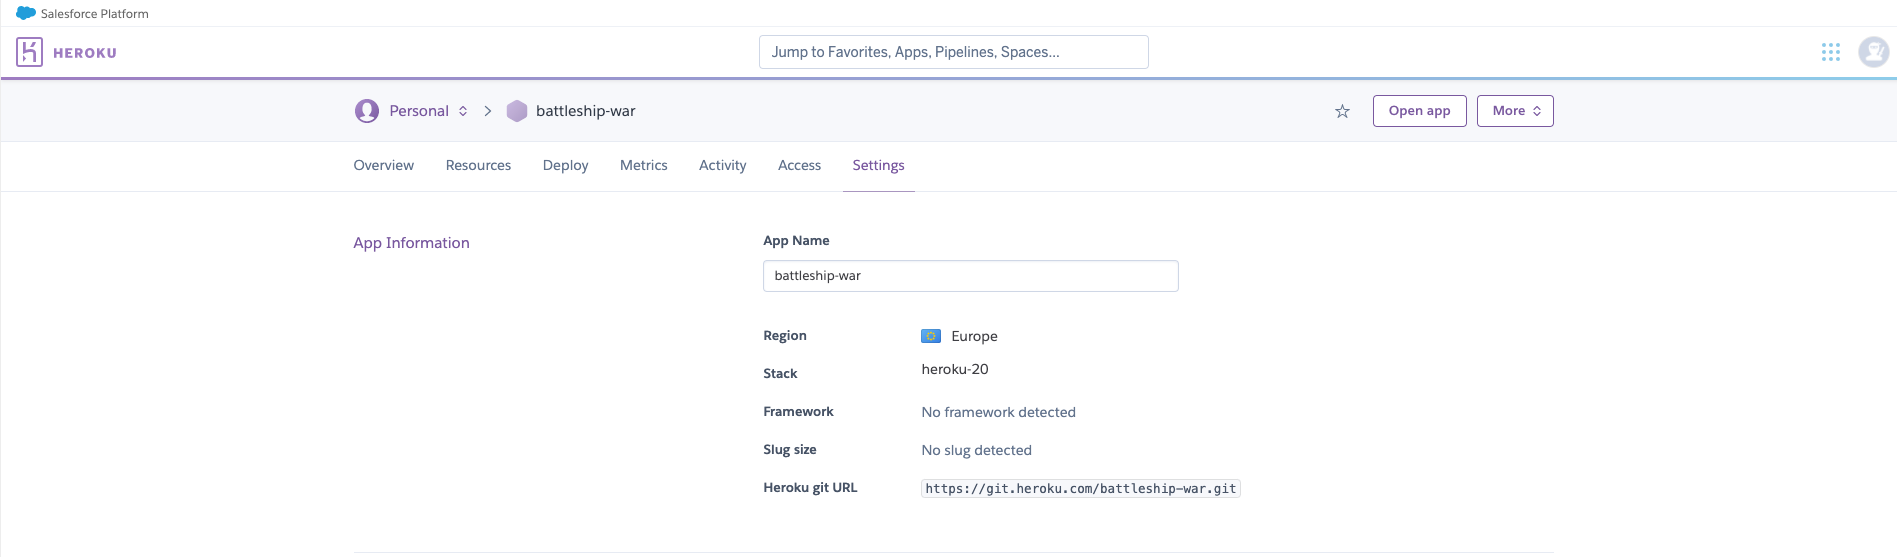 Salesforce Platform
HEROKU
Jump to Favorites, Apps, Pipelines, Spaces...
Personal battleship-war Open app More
Overview Resources Deploy Metrics Activity Access Settings
App Information
App Name
battleship-war
Region Europe
Stack heroku-20
Framework No framework detected
Slug size No slug detected
Heroku git URL https://git.heroku.com/battleship-war.git